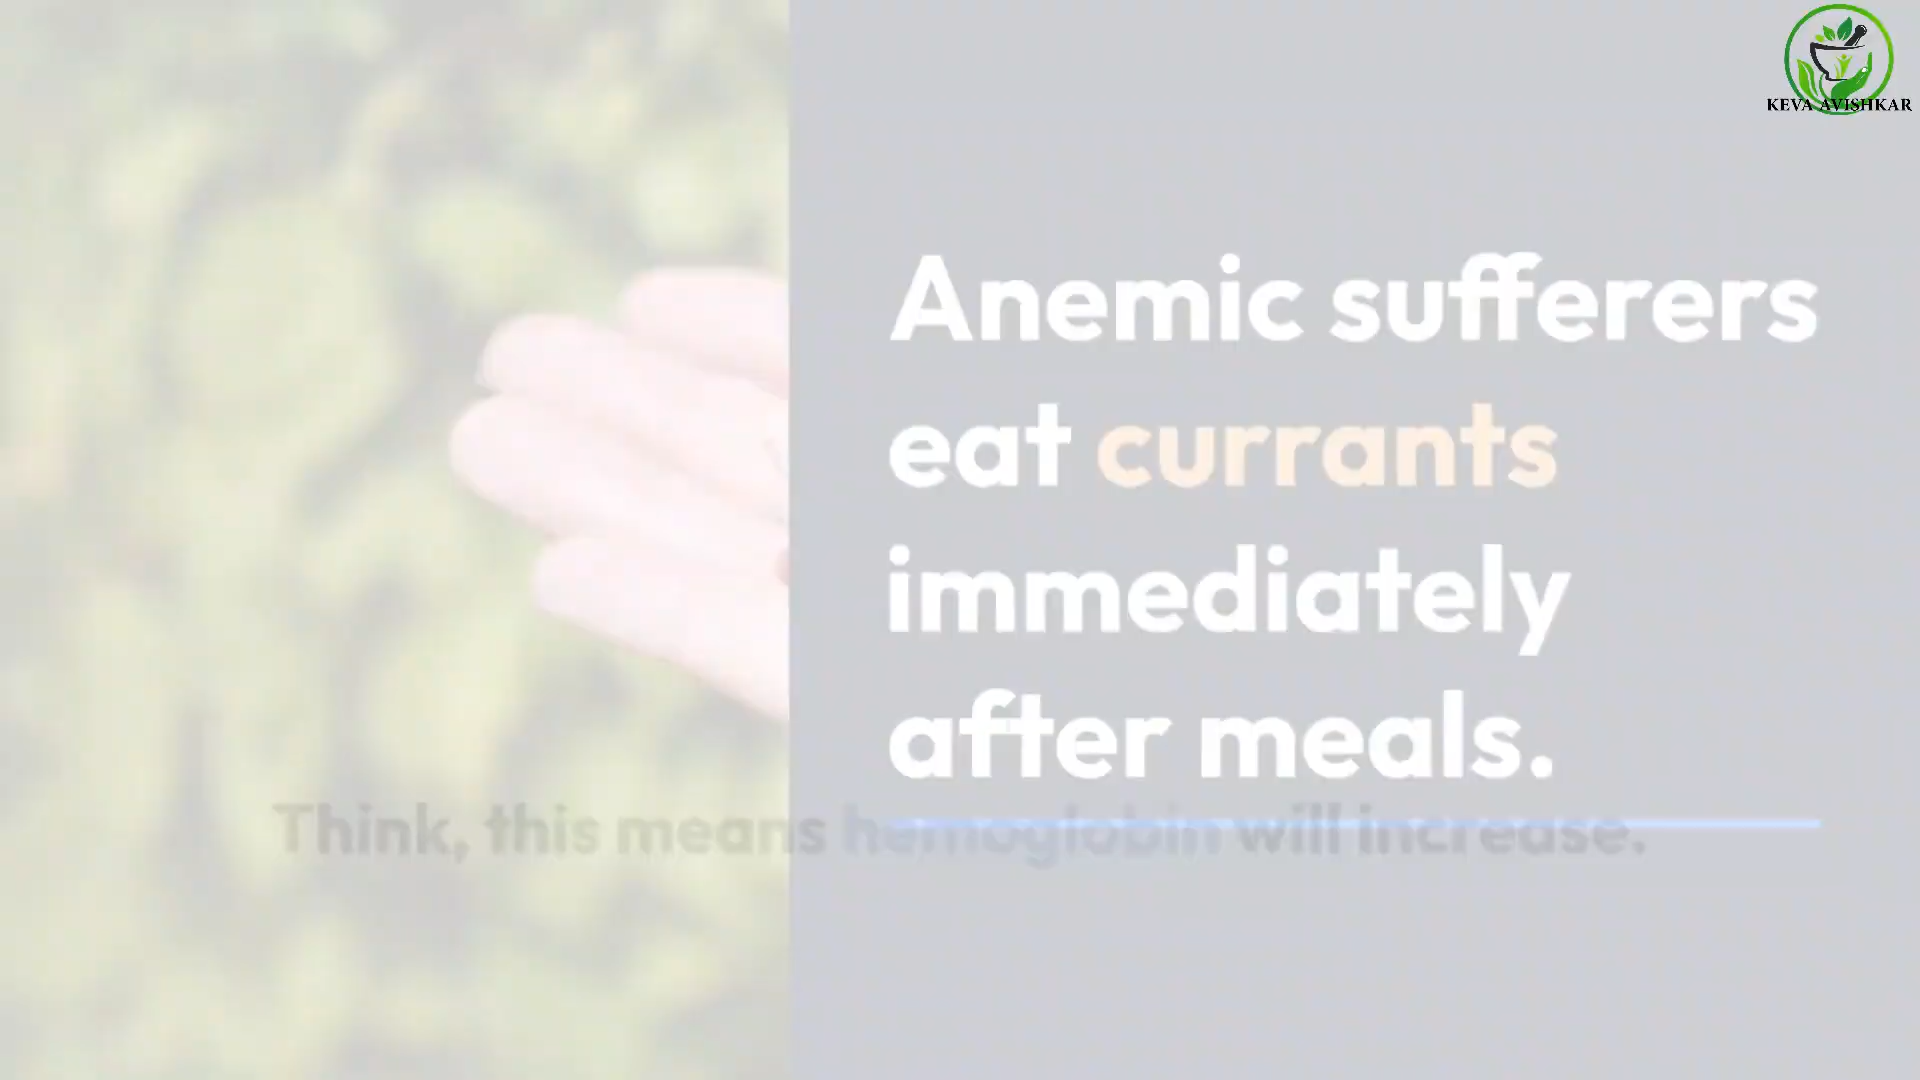 KEVA AVISHKAR
Anemic sufferers
eat currants
immediately
after meals.
Think, this means hemoglobin will increase.